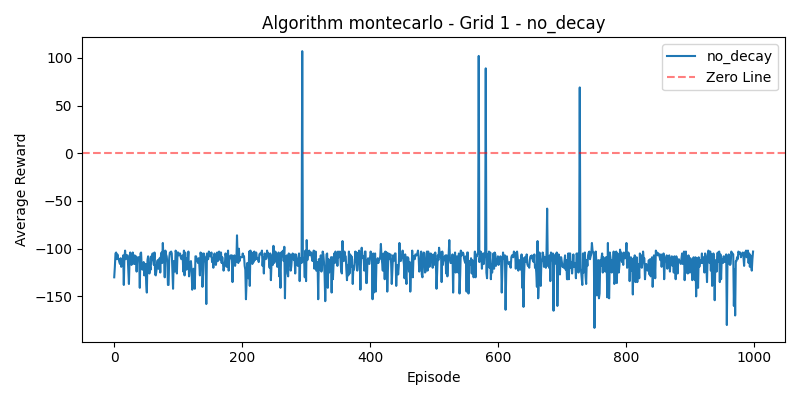 Algorithm montecarlo - Grid 1 - no_decay
no_decay
Zero Line
Average Reward
100
50
0
−50
−100
−150
0
200
400
600
800
1000
Episode